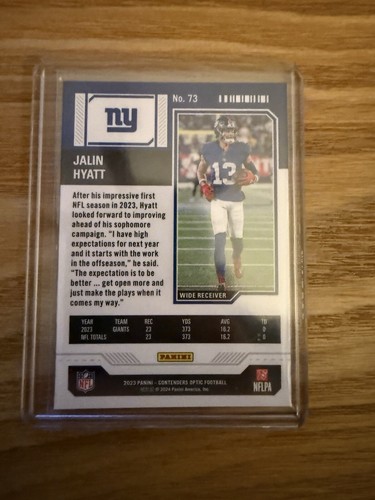 No. 73
ny
JALIN
HYATT
13
After his impressive first
NFL season in 2023, Hyatt
looked forward to improving
ahead of his sophomore
campaign. "I have high
expectations for next year
and it starts with the work
in the offseason," he said.
"The expectation is to be
better ... get open more and
just make the plays when it
comes my way."
WIDE RECEIVER
YEAR TEAM REC YDS AVG TD
2023 GIANTS 23 373 16.2 0
NFL TOTALS 23 373 16.2 0
PANINI
NFL
2023 PANINI - CONTENDERS OPTIC FOOTBALL
© 2024 Panini America, Inc.
NFLPA